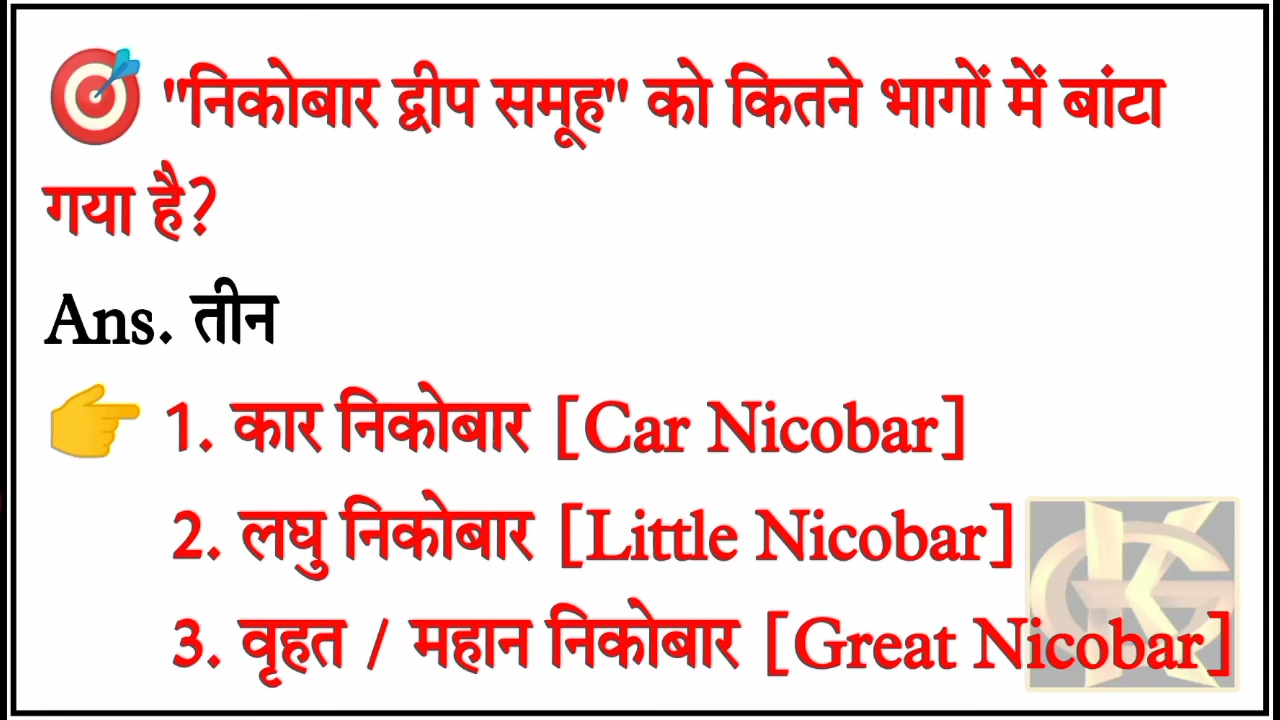 "निकोबार द्वीप समूह" को कितने भागों में बांटा
गया है?
Ans. तीन
1. कार निकोबार [Car Nicobar]
2. लघु निकोबार [Little Nicobar]
3. वृहत / महान निकोबार [Great Nicobar]